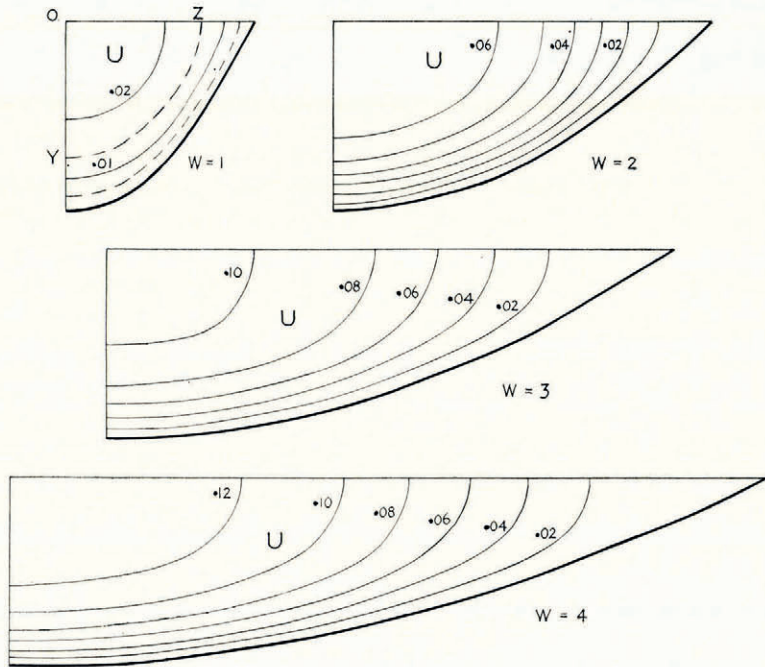 O Z
U
.02
Y
.01
W = 1
U
.06 .04 .02
W = 2
.10 .08 .06 .04 .02
U
W = 3
.12 .10 .08 .06 .04 .02
U
W = 4